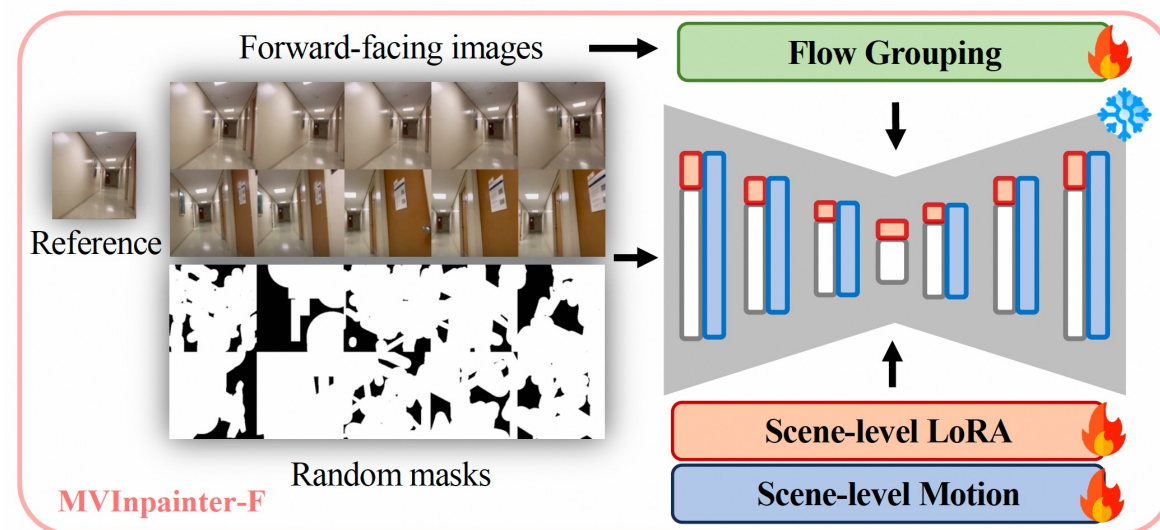 Forward-facing images
Flow Grouping
Reference
Random masks
Scene-level LoRA
Scene-level Motion
MVInpainter-F